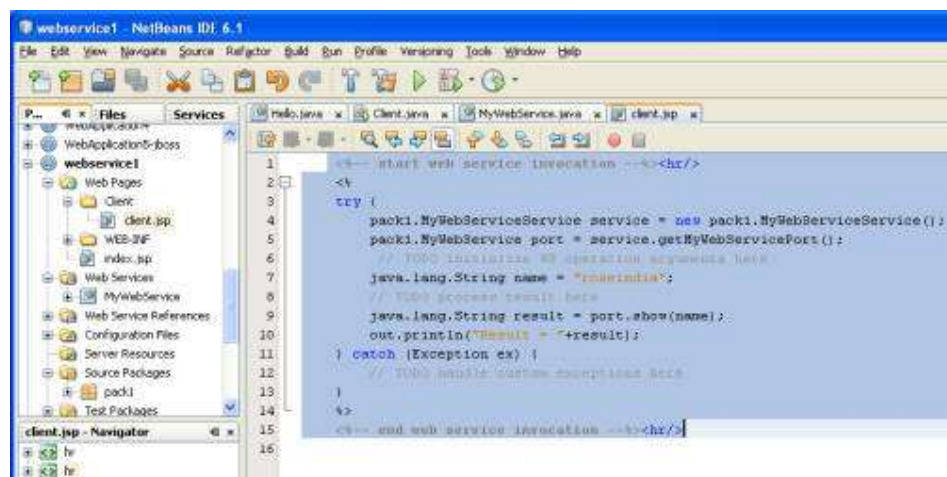 webservice1 - NetBeans IDE 6.1
File Edit View Navigate Source Refactor Build Run Profile Versioning Tools Window Help
P... Files Services
Hello.java x Client.java x MyWebService.java x client.jsp x
WebApplication5-jboss
webservice1
Web Pages
Client
client.jsp
WEB-INF
index.jsp
Web Services
MyWebService
Web Service References
Configuration Files
Server Resources
Source Packages
pack1
Test Packages
client.jsp - Navigator
hr
hr
1 <%-- start web service invocation --%><hr/>
2 <%
3 try {
4 pack1.MyWebServiceService service = new pack1.MyWebServiceService();
5 pack1.MyWebService port = service.getMyWebServicePort();
6 // TODO initialize WS operation arguments here
7 java.lang.String name = "roseindia";
8 // TODO process result here
9 java.lang.String result = port.show(name);
10 out.println("Result = "+result);
11 } catch (Exception ex) {
12 // TODO handle custom exceptions here
13 }
14 %>
15 <%-- end web service invocation --%><hr/>
16